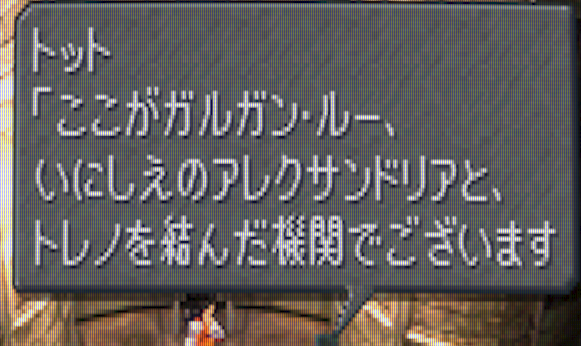 トット
「ここがガルガン・ルー、
いにしえのアレクサンドリアと、
トレノを結んだ機関でございます